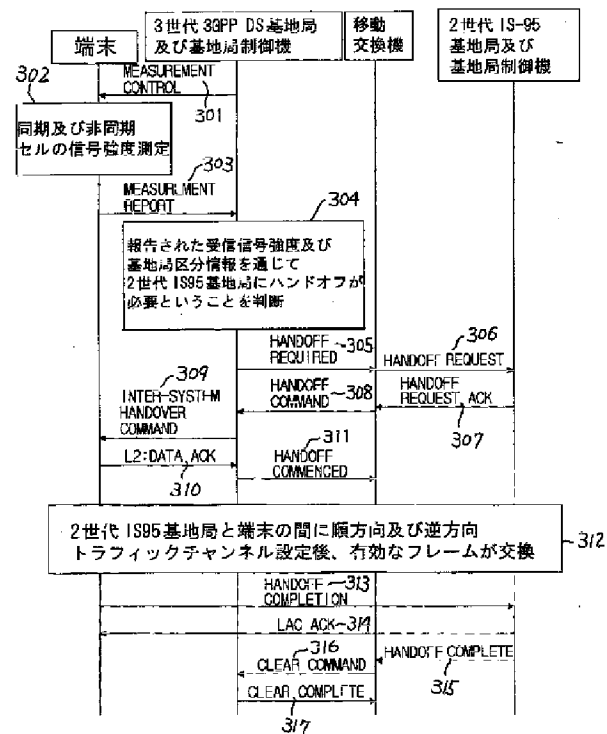 端末
3世代 3GPP DS基地局
及び基地局制御機
移動
交換機
2世代 IS-95
基地局及び
基地局制御機
302
MEASUREMENT
CONTROL
301
同期及び非同期
セルの信号強度測定
303
MEASURLMENT
REPORT
304
報告された受信信号強度及び
基地局区分情報を通じて
2世代 IS95基地局にハンドオフが
必要ということを判断
HANDOFF
REQUIRED
305
306
HANDOFF REQUEST
309
INTER-SYSTEM
HANDOVER
COMMAND
HANDOFF
COMMAND
308
HANDOFF
REQUEST ACK
307
311
L2:DATA ACK
310
HANDOFF
COMMENCED
2世代 IS95基地局と端末の間に順方向及び逆方向
トラフィックチャンネル設定後、有効なフレームが交換
312
HANDOFF
COMPLETION
313
LAC ACK
314
316
CLEAR COMMAND
HANDOFF COMPLETE
315
CLEAR COMPLETE
317